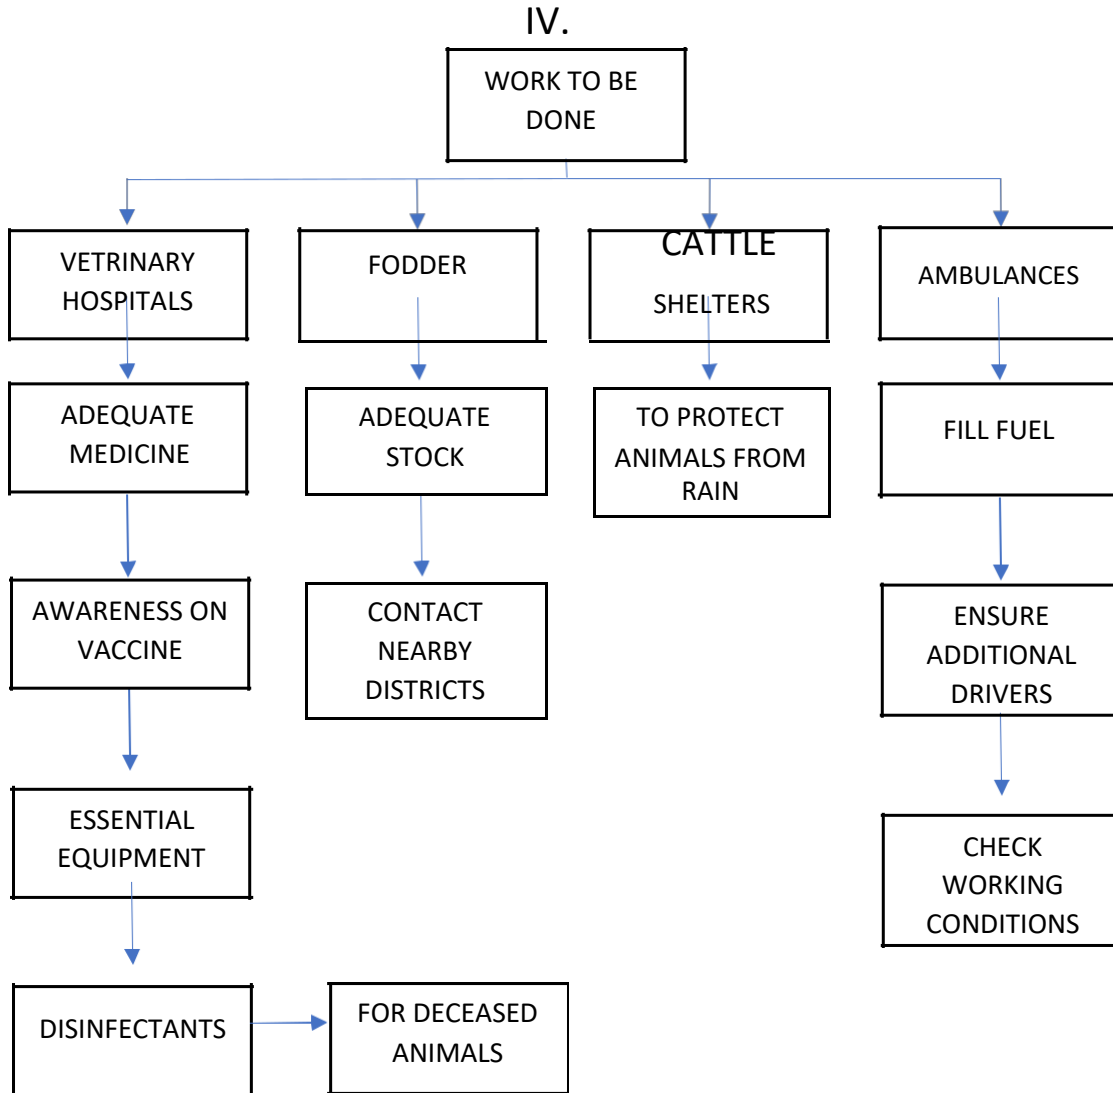 IV.
WORK TO BE
DONE
VETRINARY
HOSPITALS
FODDER
CATTLE
SHELTERS
AMBULANCES
ADEQUATE
MEDICINE
ADEQUATE
STOCK
TO PROTECT
ANIMALS FROM
RAIN
FILL FUEL
AWARENESS ON
VACCINE
CONTACT
NEARBY
DISTRICTS
ENSURE
ADDITIONAL
DRIVERS
ESSENTIAL
EQUIPMENT
CHECK
WORKING
CONDITIONS
DISINFECTANTS
FOR DECEASED
ANIMALS